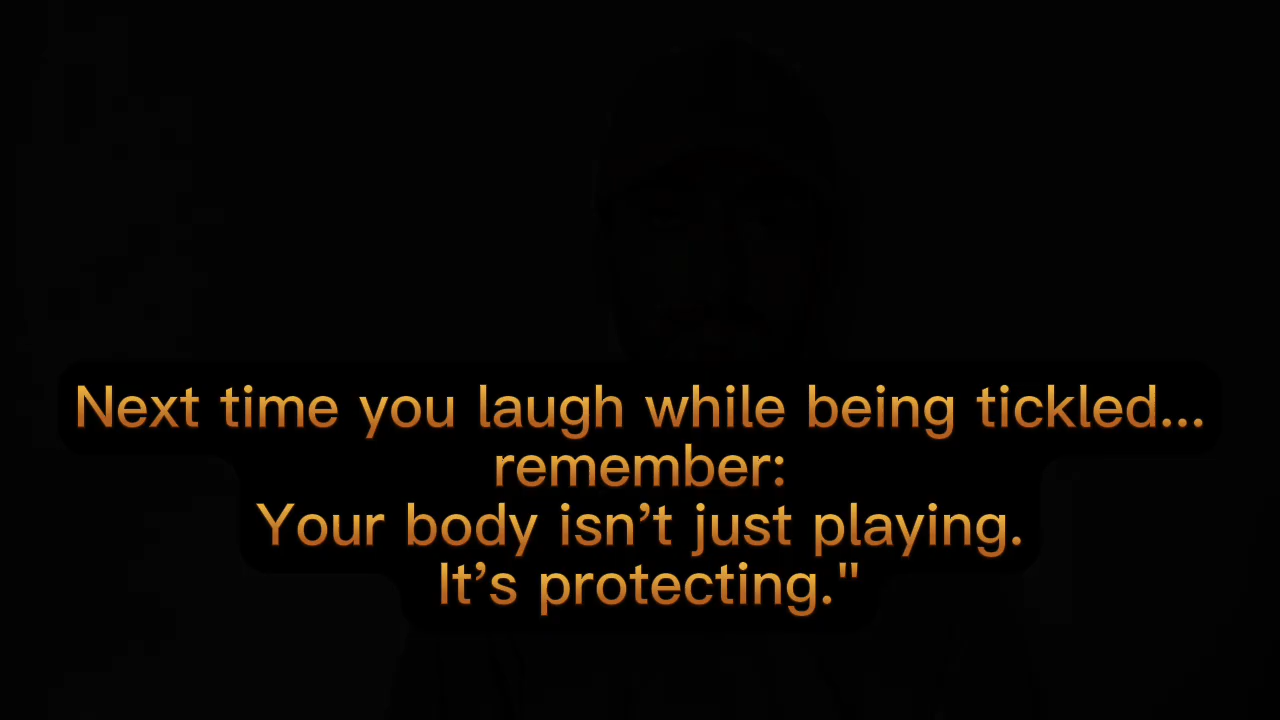 Next time you laugh while being tickled...
remember:
Your body isn’t just playing.
It’s protecting."